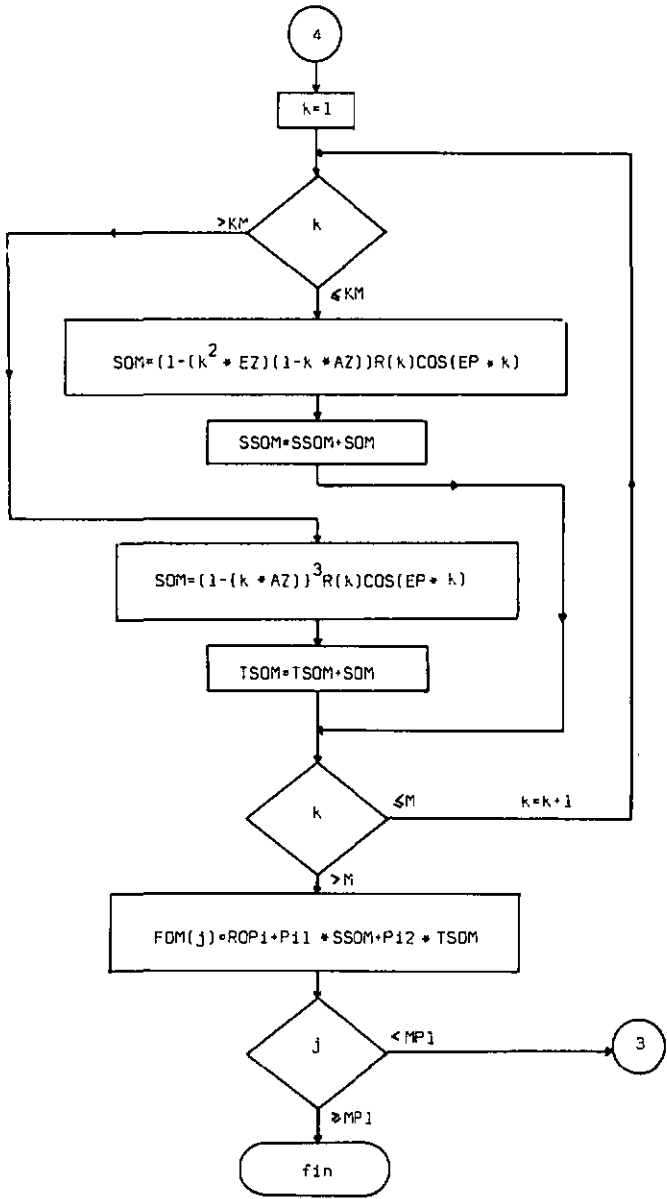 4
k=1
>KM
k
≤KM
SOM=(1-(k² * EZ)(1-k *AZ))R(k)COS(EP * k)
SSOM=SSOM+SOM
SOM=(1-(k *AZ))³R(k)COS(EP* k)
TSOM=TSOM+SOM
k
≤M
k=k+1
>M
FOM(j)=ROPi+Pi1 *SSOM+Pi2 * TSOM
j
<MP1
3
≥MP1
fin